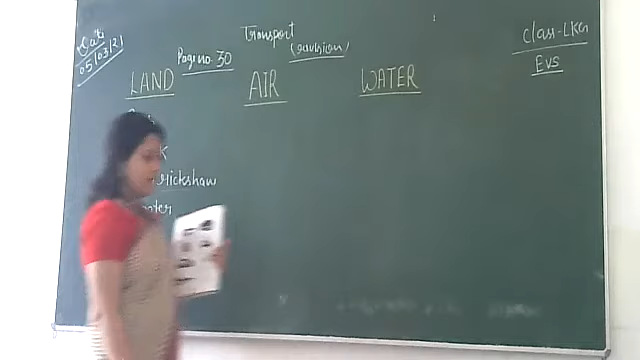 Date
05/03/21
Transport
(revision)
Class-LKG
EVS
Page no. 30
LAND
AIR
WATER
rickshaw